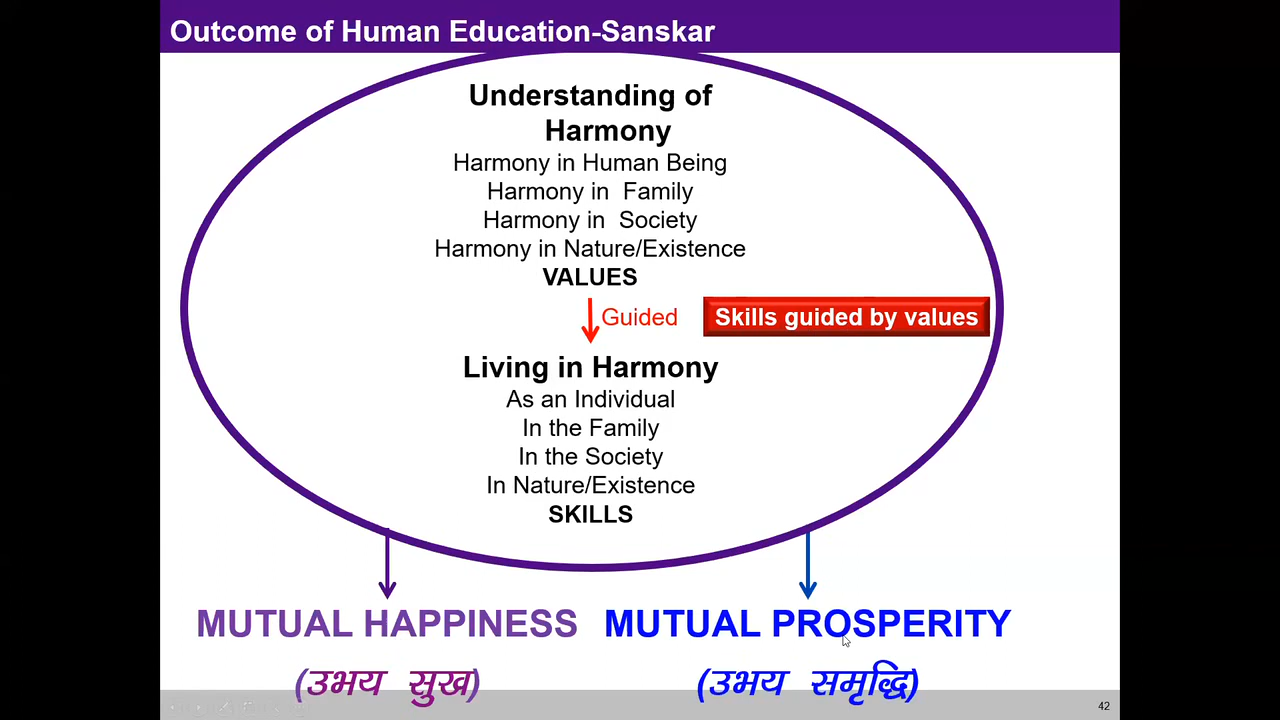 Outcome of Human Education-Sanskar
Understanding of
Harmony
Harmony in Human Being
Harmony in  Family
Harmony in  Society
Harmony in Nature/Existence
VALUES
Guided
Skills guided by values
Living in Harmony
As an Individual
In the Family
In the Society
In Nature/Existence
SKILLS
MUTUAL HAPPINESS
MUTUAL PROSPERITY
(उभय सुख)
(उभय समृद्धि)
42